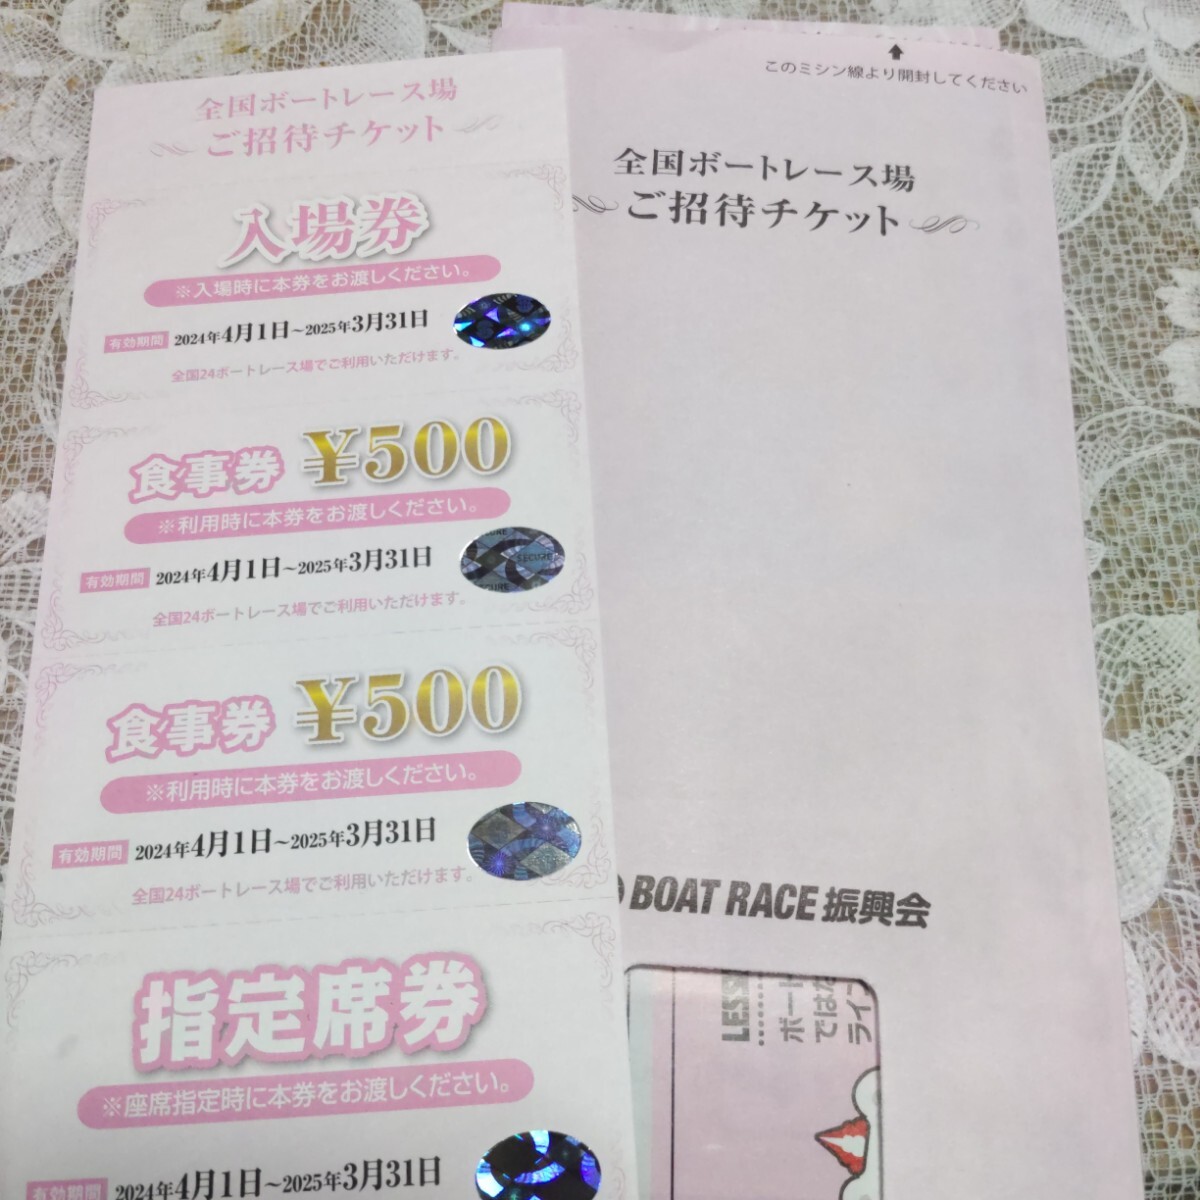 全国ボートレース場
ご招待チケット
入場券
※入場時に本券をお渡しください。
有効期間 2024年4月1日~2025年3月31日
全国24ボートレース場でご利用いただけます。
食事券 ¥500
※利用時に本券をお渡しください。
有効期間 2024年4月1日~2025年3月31日
SECURE
全国24ボートレース場でご利用いただけます。
食事券 ¥500
※利用時に本券をお渡しください。
有効期間 2024年4月1日~2025年3月31日
全国24ボートレース場でご利用いただけます。
指定席券
※座席指定時に本券をお渡しください。
有効期間 2024年4月1日~2025年3月31日
このミシン線より開封してください
全国ボートレース場
ご招待チケット
BOAT RACE 振興会
LES
ボート
ではな
ライ